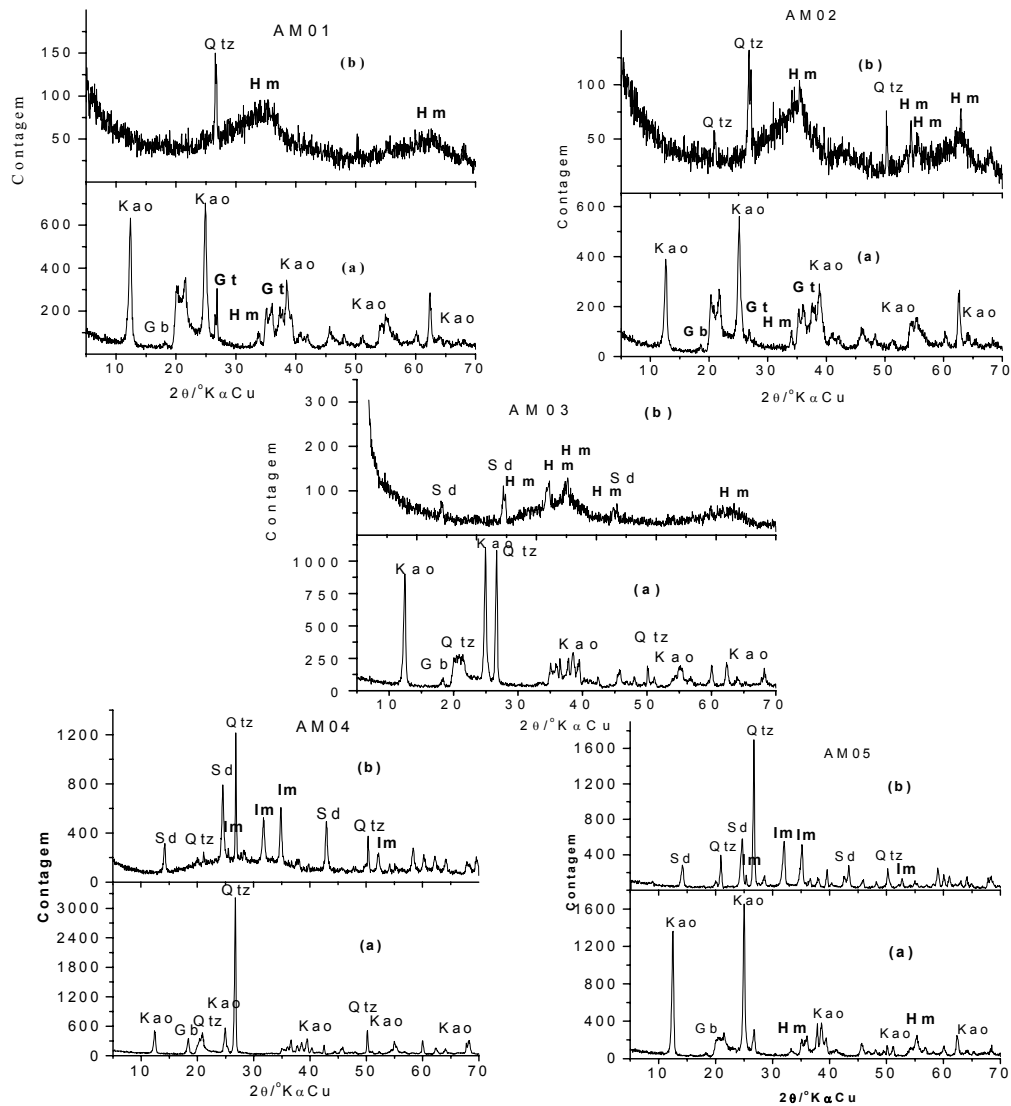 AM01
Qtz
(b)
150
Hm
100
Hm
50
Contagem
Kao
Kao
600
(a)
Gt
Gt
Kao
400
Kao
Hm
Kao
200
Gb
0
10 20 30 40 50 60 70
2θ/°KαCu
AM02
Qtz
Hm
(b)
100
Qtz
Hm
Hm
Qtz
Hm
50
Contagem
600
Kao
(a)
Kao
400
Kao
Gt
Gt
200
Kao
Kao
Gb
Hm
0
10 20 30 40 50 60 70
2θ/°KαCu
300
AM03
(b)
200
Hm
Sd
Hm
Sd
Sd
Hm
Hm
Hm
100
Contagem
Kao
Qtz
1000
Kao
(a)
750
500
Qtz
Kao
Qtz
Kao
Kao
250
Gb
0
10 20 30 40 50 60 70
2θ/°KαCu
AM04
Qtz
1200
(b)
Sd
800
Im
Im
Sd
Qtz
Sd
Qtz
Im
Im
400
0
Contagem
Qtz
3000
(a)
2400
1800
1200
Kao
Qtz
Qtz
600
Kao
Gb
Kao
Kao
Kao
0
10 20 30 40 50 60 70
2θ/°KαCu
AM05
Qtz
1600
(b)
1200
Sd
Im
Im
800
Qtz
Sd
Im
Sd
Qtz
Im
400
0
Contagem
Kao
1600
Kao
(a)
1200
800
Kao
Hm
400
Gb
Hm
Kao
Kao
0
10 20 30 40 50 60 70
2θ/°KαCu